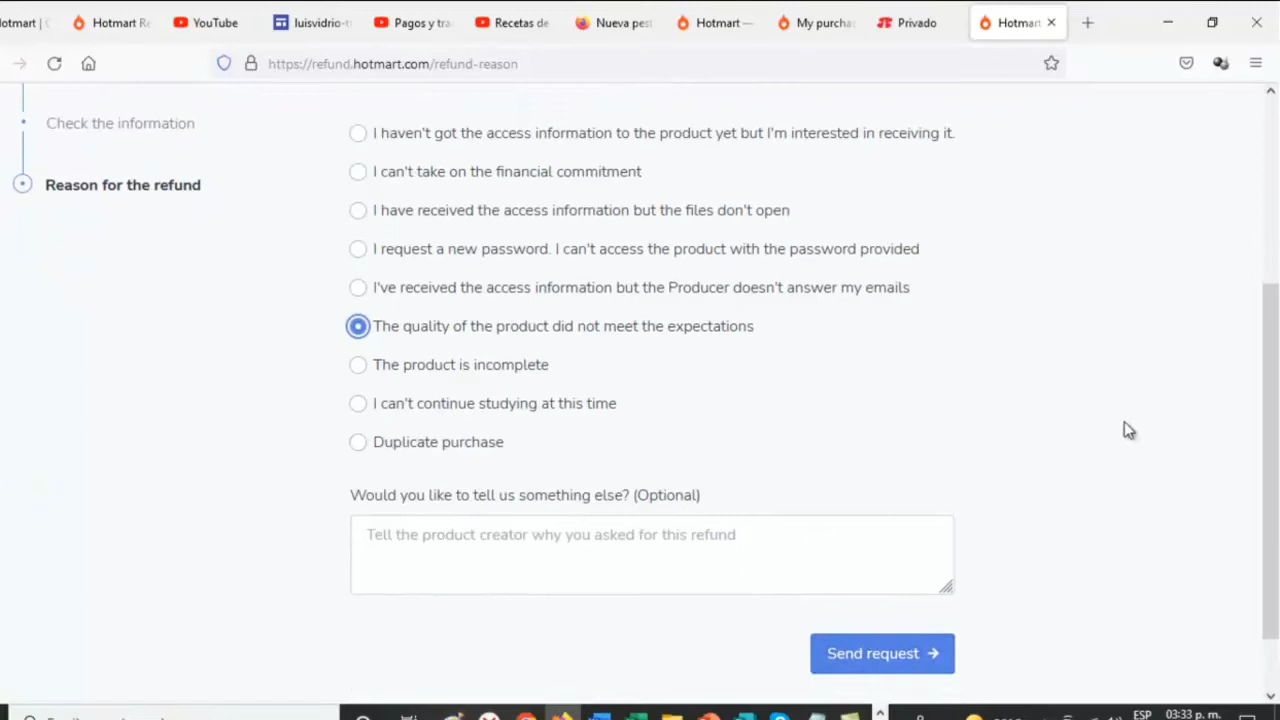 otmart |
Hotmart Re
YouTube
luisvidrio-t
Pagos y tra
Recetas de
Nueva pest
Hotmart —
My purcha
Privado
Hotmart
https://refund.hotmart.com/refund-reason
Check the information
Reason for the refund
I haven't got the access information to the product yet but I'm interested in receiving it.
I can't take on the financial commitment
I have received the access information but the files don't open
I request a new password. I can't access the product with the password provided
I've received the access information but the Producer doesn't answer my emails
The quality of the product did not meet the expectations
The product is incomplete
I can't continue studying at this time
Duplicate purchase
Would you like to tell us something else? (Optional)
Tell the product creator why you asked for this refund
Send request
ESP
03:33 p. m.